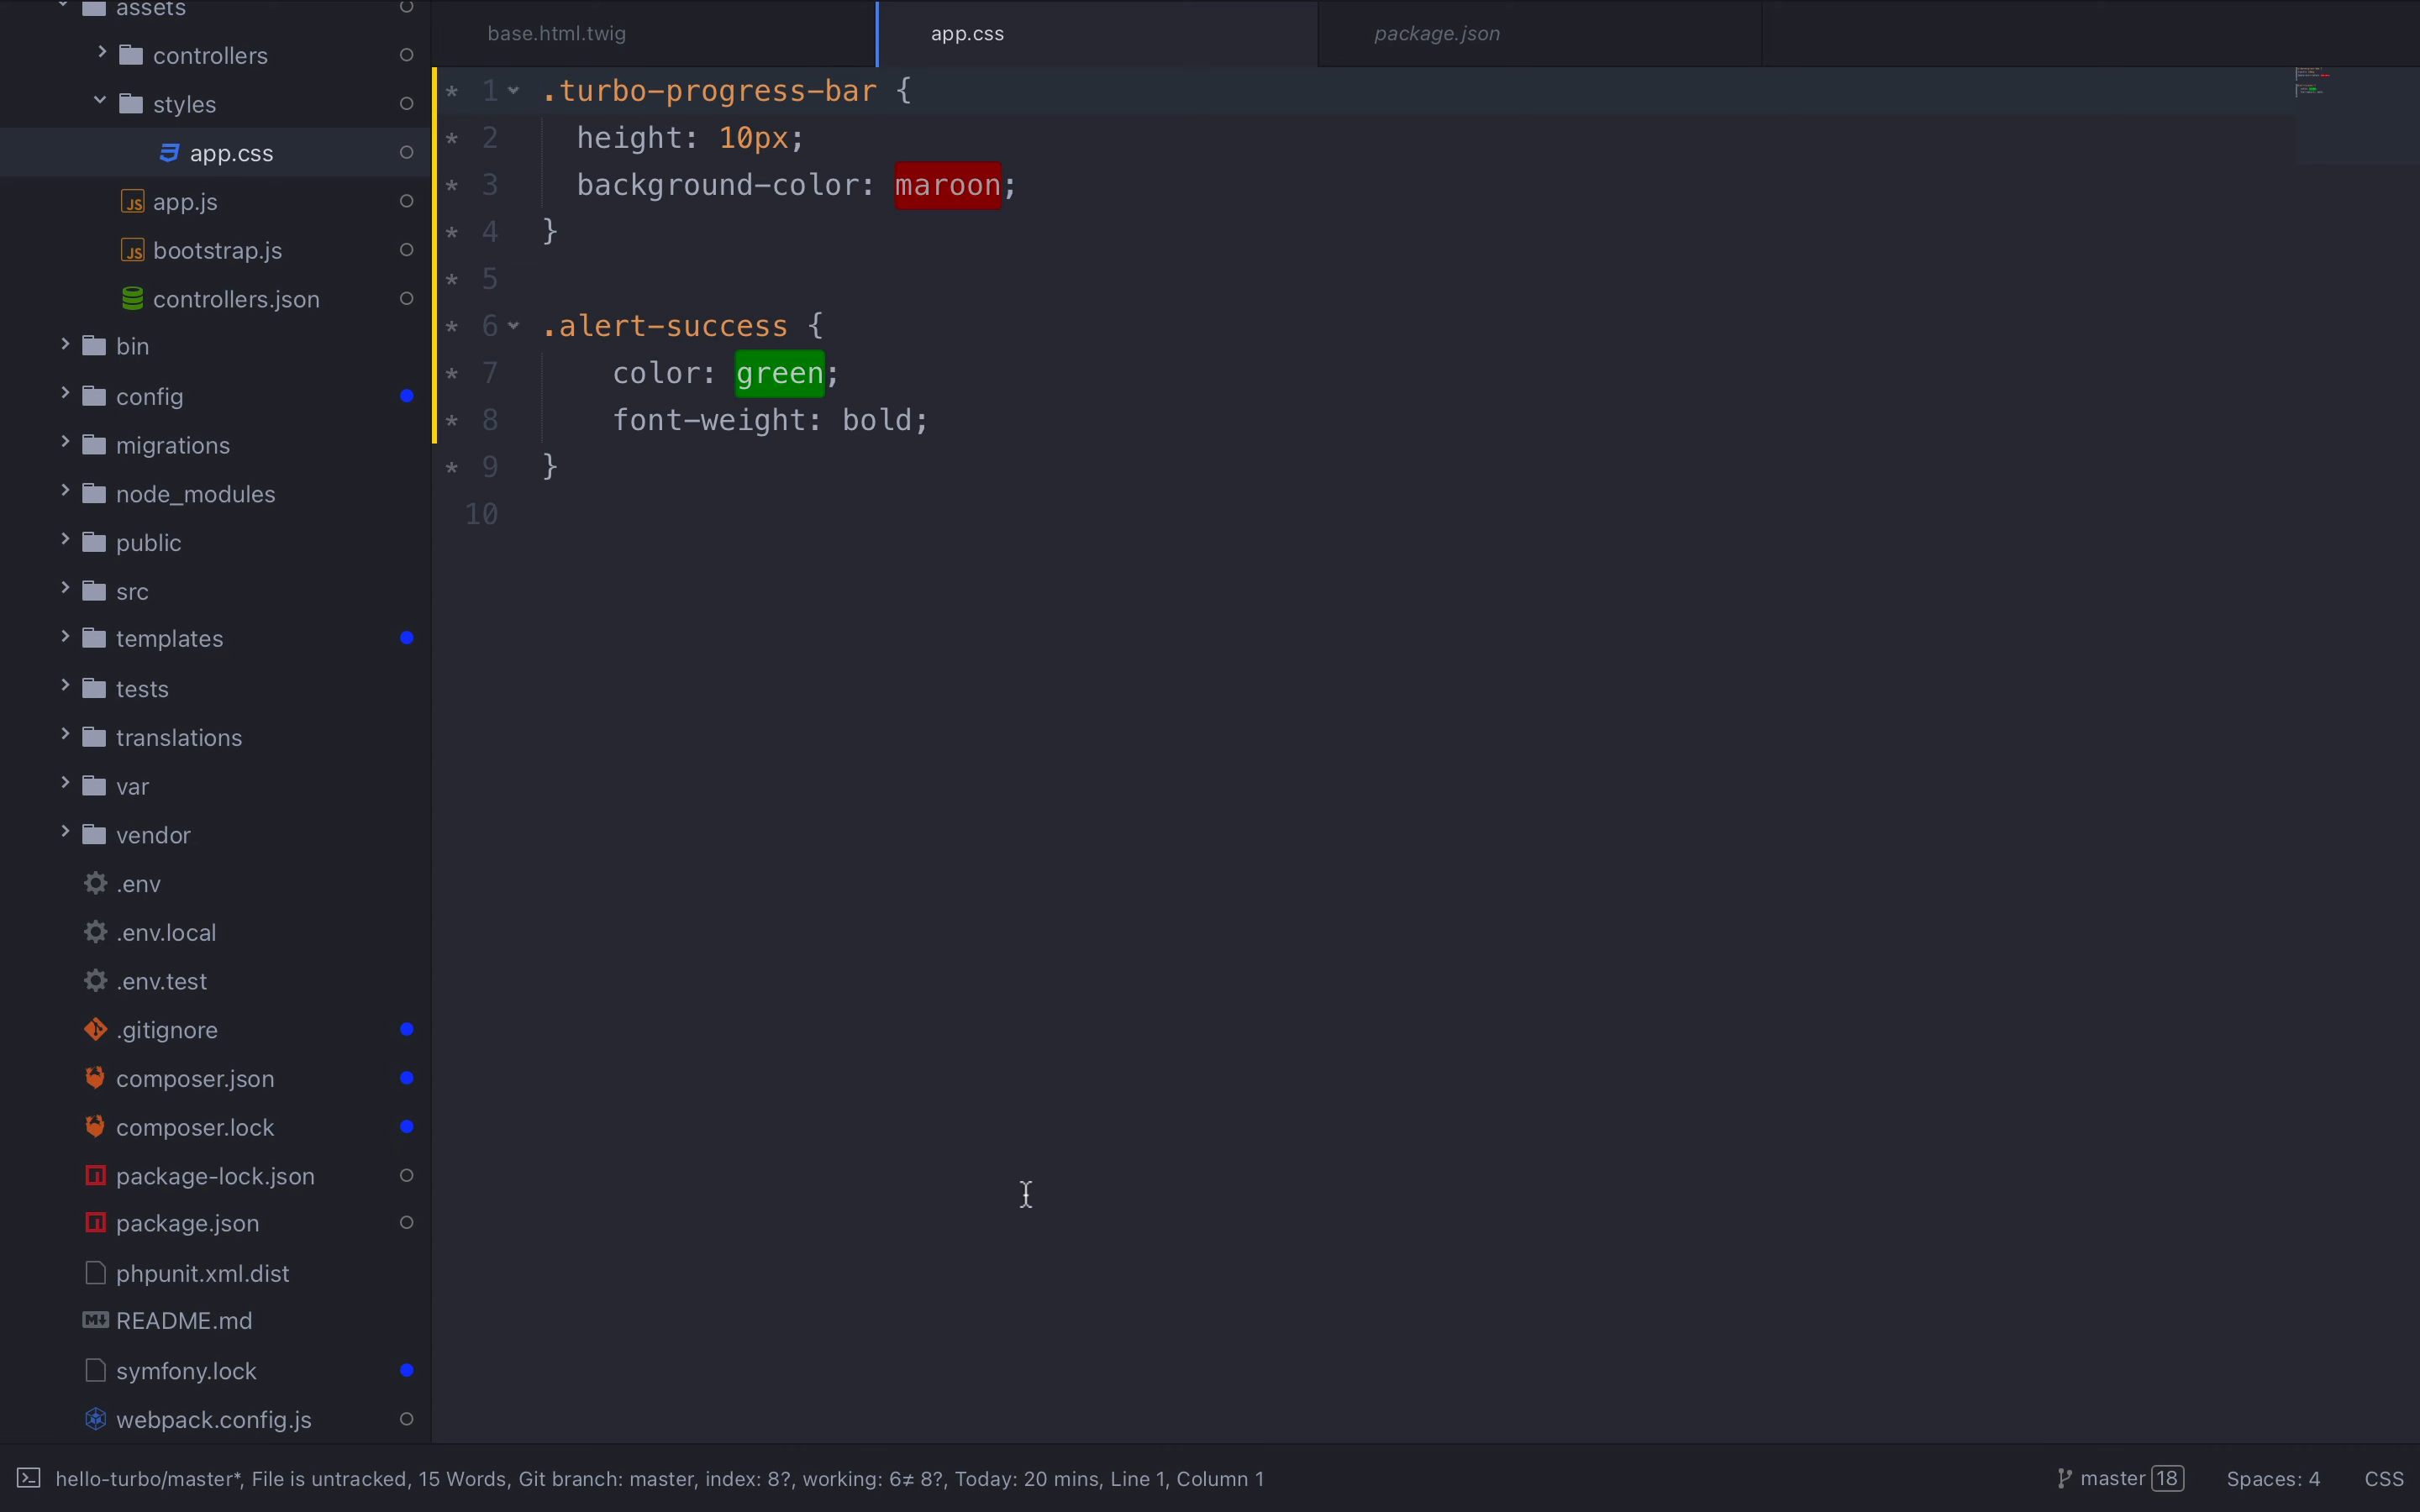 assets
controllers
styles
app.css
app.js
bootstrap.js
controllers.json
bin
config
migrations
node_modules
public
src
templates
tests
translations
var
vendor
.env
.env.local
.env.test
.gitignore
composer.json
composer.lock
package-lock.json
package.json
phpunit.xml.dist
README.md
symfony.lock
webpack.config.js
base.html.twig
app.css
package.json
* 1 .turbo-progress-bar {
* 2 height: 10px;
* 3 background-color: maroon;
* 4 }
* 5
* 6 .alert-success {
* 7 color: green;
* 8 font-weight: bold;
* 9 }
10
hello-turbo/master*, File is untracked, 15 Words, Git branch: master, index: 8?, working: 6≠ 8?, Today: 20 mins, Line 1, Column 1
master 18
Spaces: 4
CSS